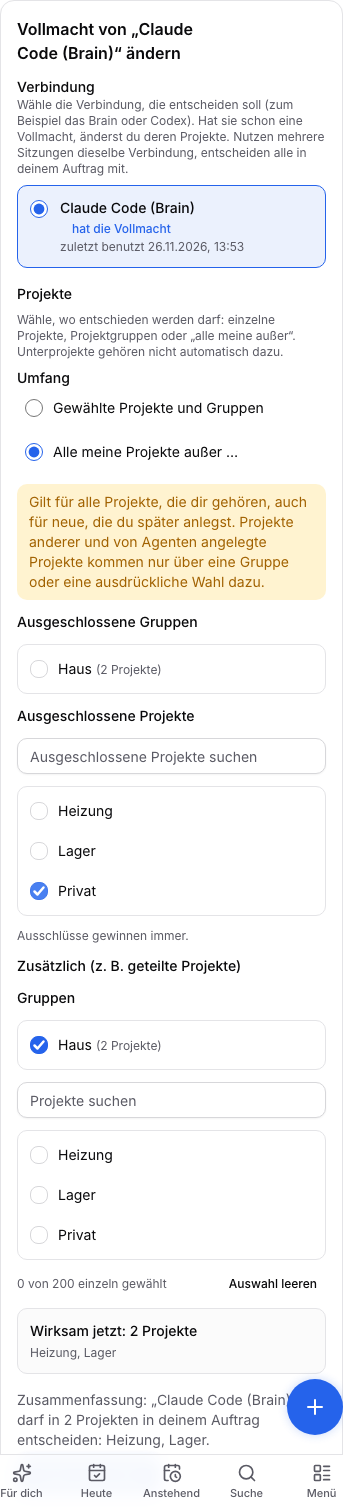 Vollmacht von „Claude
Code (Brain)“ ändern
Verbindung
Wähle die Verbindung, die entscheiden soll (zum
Beispiel das Brain oder Codex). Hat sie schon eine
Vollmacht, änderst du deren Projekte. Nutzen mehrere
Sitzungen dieselbe Verbindung, entscheiden alle in
deinem Auftrag mit.
Claude Code (Brain)
hat die Vollmacht
zuletzt benutzt 26.11.2026, 13:53
Projekte
Wähle, wo entschieden werden darf: einzelne
Projekte, Projektgruppen oder „alle meine außer“.
Unterprojekte gehören nicht automatisch dazu.
Umfang
Gewählte Projekte und Gruppen
Alle meine Projekte außer …
Gilt für alle Projekte, die dir gehören, auch
für neue, die du später anlegst. Projekte
anderer und von Agenten angelegte
Projekte kommen nur über eine Gruppe
oder eine ausdrückliche Wahl dazu.
Ausgeschlossene Gruppen
Haus (2 Projekte)
Ausgeschlossene Projekte
Ausgeschlossene Projekte suchen
Heizung
Lager
Privat
Ausschlüsse gewinnen immer.
Zusätzlich (z. B. geteilte Projekte)
Gruppen
Haus (2 Projekte)
Projekte suchen
Heizung
Lager
Privat
0 von 200 einzeln gewählt
Auswahl leeren
Wirksam jetzt: 2 Projekte
Heizung, Lager
Zusammenfassung: „Claude Code (Brain)
darf in 2 Projekten in deinem Auftrag
entscheiden: Heizung, Lager.
Für dich
Heute
Anstehend
Suche
Menü